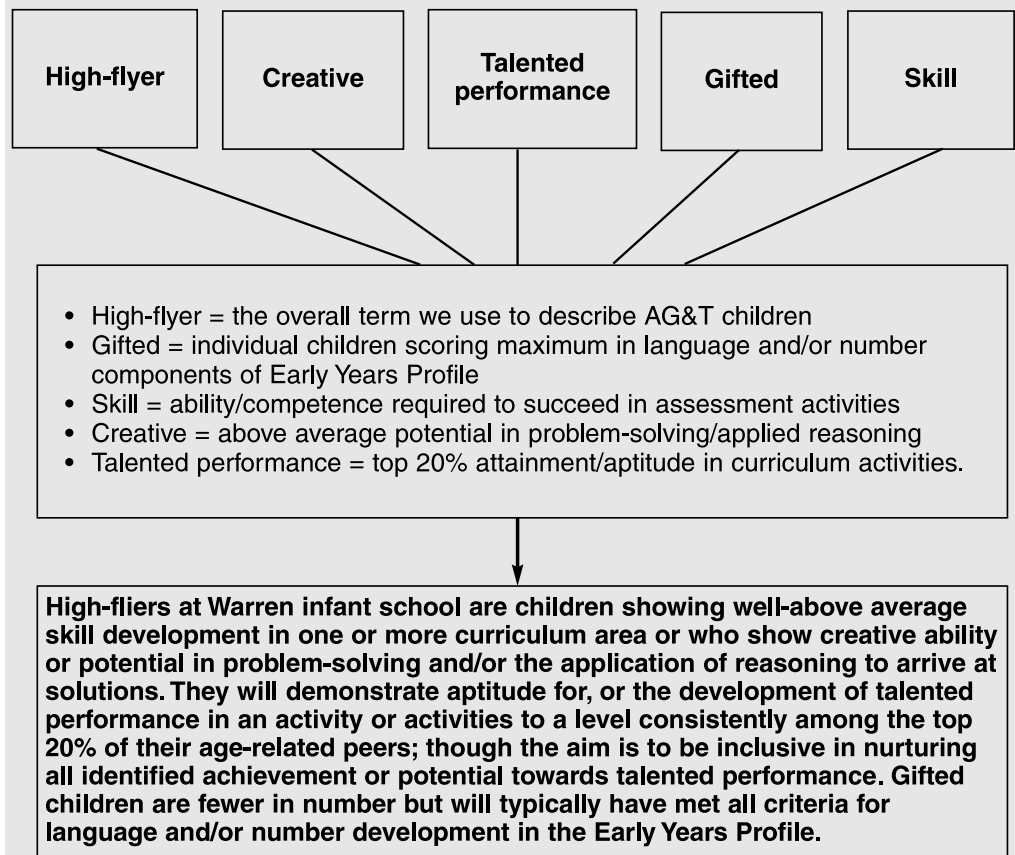 High-flyer
Creative
Talented
performance
Gifted
Skill
• High-flyer = the overall term we use to describe AG&T children
• Gifted = individual children scoring maximum in language and/or number
components of Early Years Profile
• Skill = ability/competence required to succeed in assessment activities
• Creative = above average potential in problem-solving/applied reasoning
• Talented performance = top 20% attainment/aptitude in curriculum activities.
High-fliers at Warren infant school are children showing well-above average
skill development in one or more curriculum area or who show creative ability
or potential in problem-solving and/or the application of reasoning to arrive at
solutions. They will demonstrate aptitude for, or the development of talented
performance in an activity or activities to a level consistently among the top
20% of their age-related peers; though the aim is to be inclusive in nurturing
all identified achievement or potential towards talented performance. Gifted
children are fewer in number but will typically have met all criteria for
language and/or number development in the Early Years Profile.